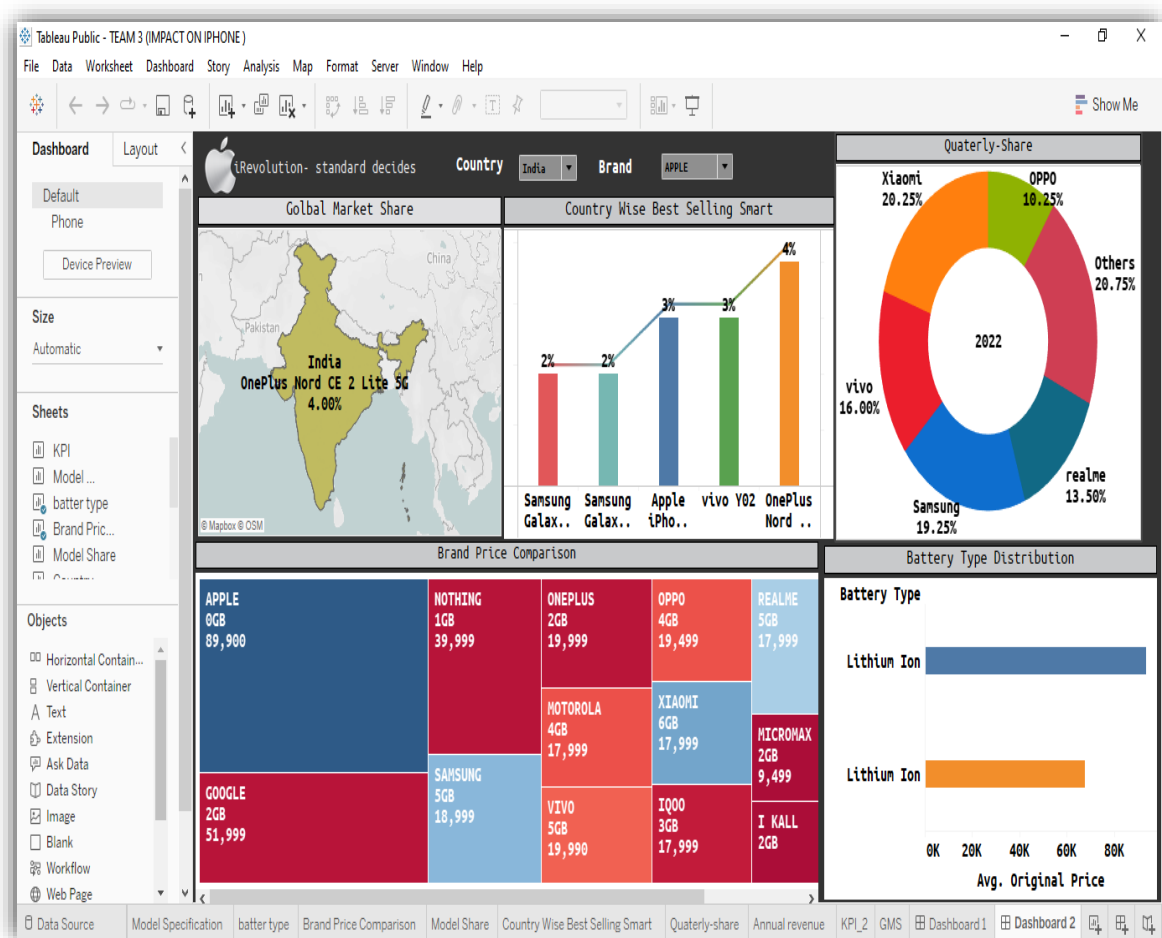 Tableau Public - TEAM 3 (IMPACT ON IPHONE )
File Data Worksheet Dashboard Story Analysis Map Format Server Window Help
Show Me
Dashboard Layout
Default
Phone
Device Preview
Size
Automatic
Sheets
KPI
Model ...
batter type
Brand Pric...
Model Share
Objects
Horizontal Contain...
Vertical Container
Text
Extension
Ask Data
Data Story
Image
Blank
Workflow
Web Page
iRevolution- standard decides
Country
India
Brand
APPLE
Golbal Market Share
China
Pakistan
India
OnePlus Nord CE 2 Lite 5G
4.00%
© Mapbox © OSM
Country Wise Best Selling Smart
2%
2%
3%
3%
4%
Samsung
Galax..
Samsung
Galax..
Apple
iPho..
vivo Y02
OnePlus
Nord ..
Quaterly-Share
Xiaomi
20.25%
OPPO
10.25%
Others
20.75%
2022
vivo
16.00%
realme
13.50%
Samsung
19.25%
Brand Price Comparison
APPLE
0GB
89,900
GOOGLE
2GB
51,999
NOTHING
1GB
39,999
SAMSUNG
5GB
18,999
ONEPLUS
2GB
19,999
MOTOROLA
4GB
17,999
VIVO
5GB
19,990
OPPO
4GB
19,499
XIAOMI
6GB
17,999
IQOO
3GB
17,999
REALME
5GB
17,999
MICROMAX
2GB
9,499
I KALL
2GB
Battery Type Distribution
Battery Type
Lithium Ion
Lithium Ion
0K 20K 40K 60K 80K
Avg. Original Price
Data Source Model Specification batter type Brand Price Comparison Model Share Country Wise Best Selling Smart Quaterly-share Annual revenue KPI_2 GMS Dashboard 1 Dashboard 2